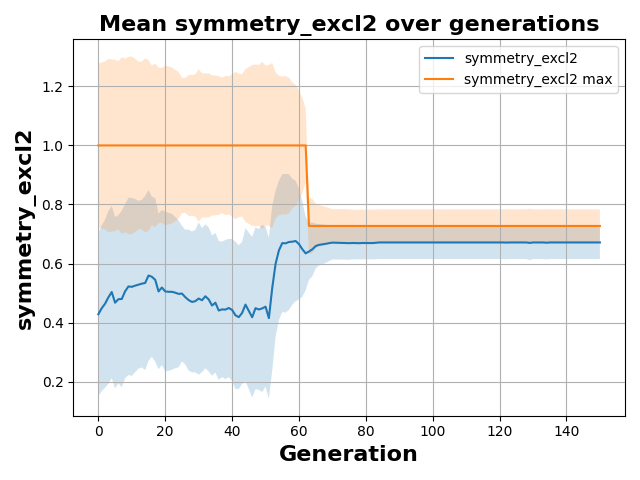 Mean symmetry_excl2 over generations
symmetry_excl2
symmetry_excl2 max
symmetry_excl2
1.2
1.0
0.8
0.6
0.4
0.2
0 20 40 60 80 100 120 140
Generation